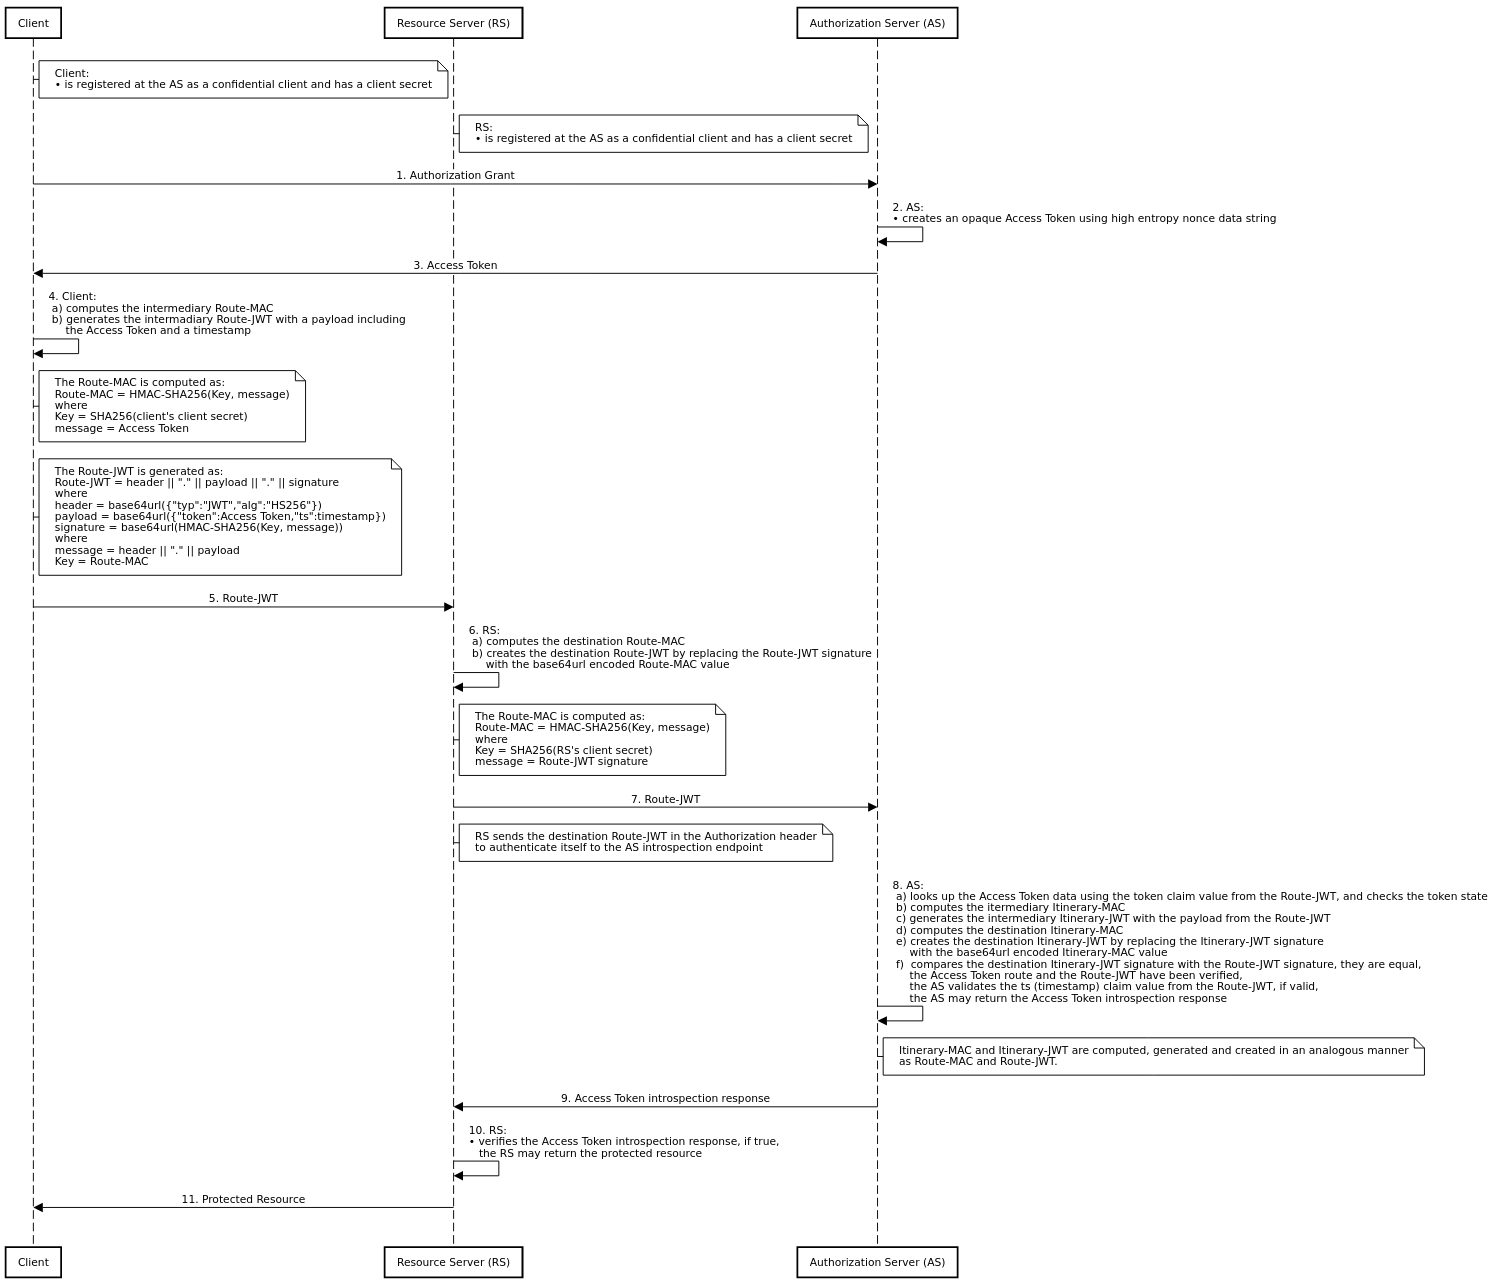 Client
Resource Server (RS)
Authorization Server (AS)
Client:
• is registered at the AS as a confidential client and has a client secret
RS:
• is registered at the AS as a confidential client and has a client secret
1. Authorization Grant
2. AS:
• creates an opaque Access Token using high entropy nonce data string
3. Access Token
4. Client:
a) computes the intermediary Route-MAC
b) generates the intermadiary Route-JWT with a payload including
the Access Token and a timestamp
The Route-MAC is computed as:
Route-MAC = HMAC-SHA256(Key, message)
where
Key = SHA256(client's client secret)
message = Access Token
The Route-JWT is generated as:
Route-JWT = header || "." || payload || "." || signature
where
header = base64url({"typ":"JWT","alg":"HS256"})
payload = base64url({"token":Access Token,"ts":timestamp})
signature = base64url(HMAC-SHA256(Key, message))
where
message = header || "." || payload
Key = Route-MAC
5. Route-JWT
6. RS:
a) computes the destination Route-MAC
b) creates the destination Route-JWT by replacing the Route-JWT signature
with the base64url encoded Route-MAC value
The Route-MAC is computed as:
Route-MAC = HMAC-SHA256(Key, message)
where
Key = SHA256(RS's client secret)
message = Route-JWT signature
7. Route-JWT
RS sends the destination Route-JWT in the Authorization header
to authenticate itself to the AS introspection endpoint
8. AS:
a) looks up the Access Token data using the token claim value from the Route-JWT, and checks the token state
b) computes the itermediary Itinerary-MAC
c) generates the intermediary Itinerary-JWT with the payload from the Route-JWT
d) computes the destination Itinerary-MAC
e) creates the destination Itinerary-JWT by replacing the Itinerary-JWT signature
with the base64url encoded Itinerary-MAC value
f) compares the destination Itinerary-JWT signature with the Route-JWT signature, they are equal,
the Access Token route and the Route-JWT have been verified,
the AS validates the ts (timestamp) claim value from the Route-JWT, if valid,
the AS may return the Access Token introspection response
Itinerary-MAC and Itinerary-JWT are computed, generated and created in an analogous manner
as Route-MAC and Route-JWT.
9. Access Token introspection response
10. RS:
• verifies the Access Token introspection response, if true,
the RS may return the protected resource
11. Protected Resource
Client
Resource Server (RS)
Authorization Server (AS)